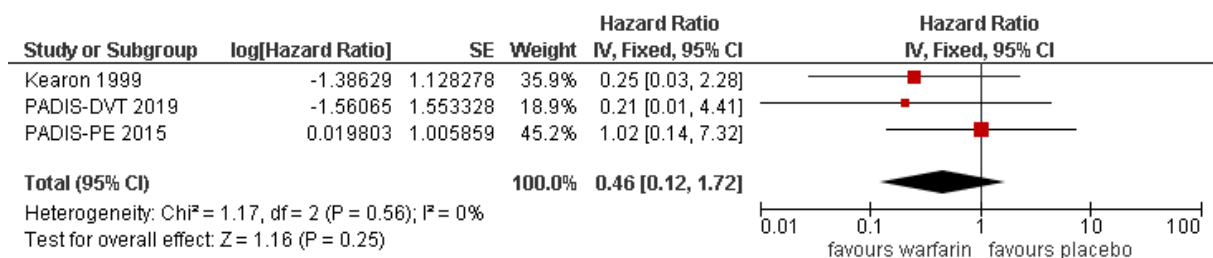 Hazard Ratio Hazard Ratio
Study or Subgroup log[Hazard Ratio] SE Weight IV, Fixed, 95% CI IV, Fixed, 95% CI
Kearon 1999 -1.38629 1.128278 35.9% 0.25 [0.03, 2.28]
PADIS-DVT 2019 -1.56065 1.553328 18.9% 0.21 [0.01, 4.41]
PADIS-PE 2015 0.019803 1.005859 45.2% 1.02 [0.14, 7.32]
Total (95% CI) 100.0% 0.46 [0.12, 1.72]
Heterogeneity: Chi² = 1.17, df = 2 (P = 0.56); I² = 0%
Test for overall effect: Z = 1.16 (P = 0.25)
0.01 0.1 1 10 100
favours warfarin favours placebo